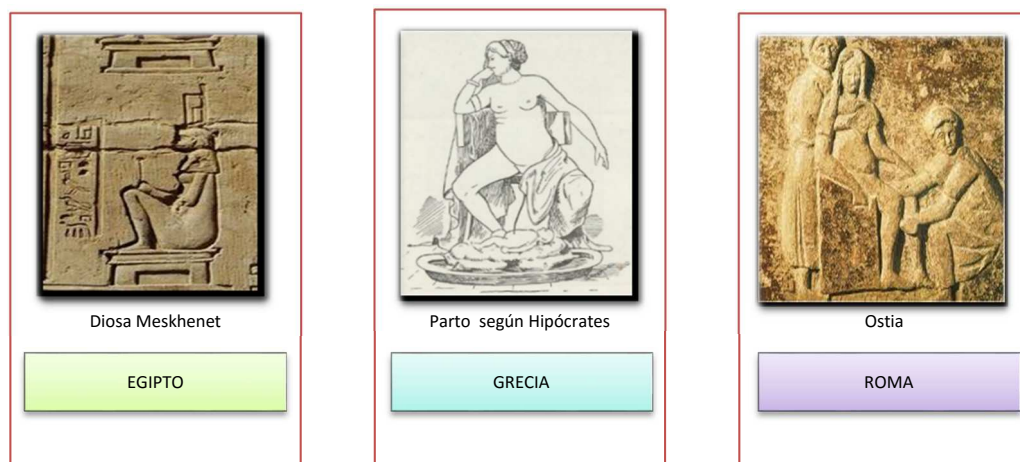 Diosa Meskhenet
Parto según Hipócrates
Ostia
EGIPTO
GRECIA
ROMA